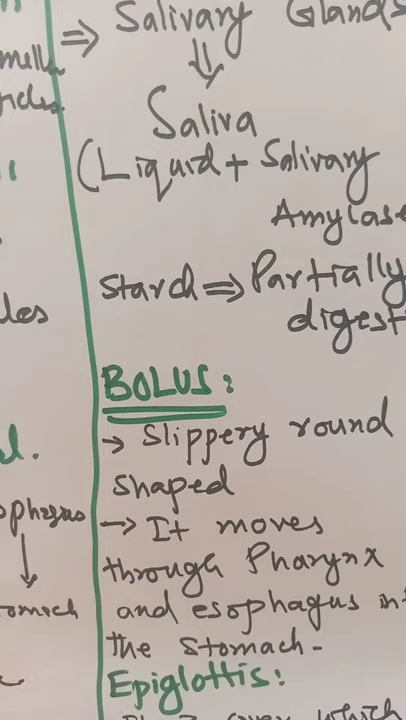 ⇒ Salivary Glands
⇓
Saliva
(Liquid + Salivary
Amylase
Starch ⇒ Partially
digest
BOLUS:
→ Slippery round
shaped
→ It moves
through Pharynx
and esophagus in
the Stomach-
Epiglottis:
which